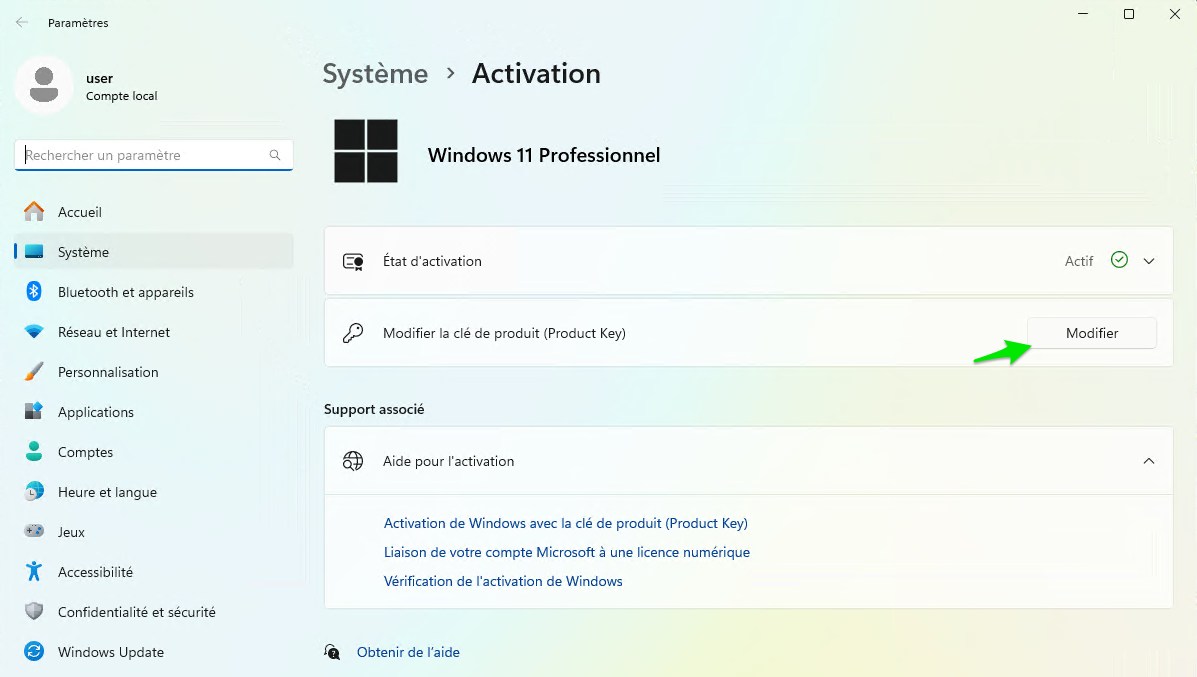 Paramètres
user
Compte local
Rechercher un paramètre
Accueil
Système
Bluetooth et appareils
Réseau et Internet
Personnalisation
Applications
Comptes
Heure et langue
Jeux
Accessibilité
Confidentialité et sécurité
Windows Update
Système > Activation
Windows 11 Professionnel
État d'activation Actif
Modifier la clé de produit (Product Key) Modifier
Support associé
Aide pour l'activation
Activation de Windows avec la clé de produit (Product Key)
Liaison de votre compte Microsoft à une licence numérique
Vérification de l'activation de Windows
Obtenir de l’aide